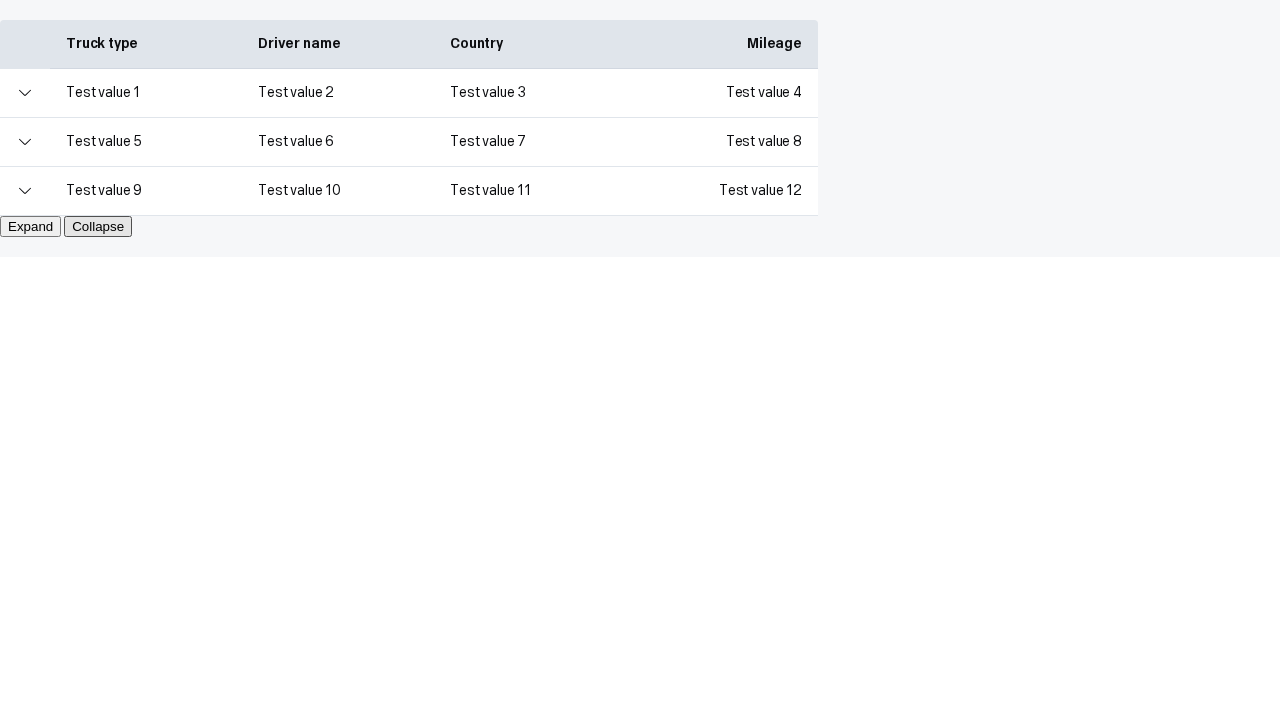 Truck type Driver name Country Mileage
Test value 1 Test value 2 Test value 3 Test value 4
Test value 5 Test value 6 Test value 7 Test value 8
Test value 9 Test value 10 Test value 11 Test value 12
Expand Collapse